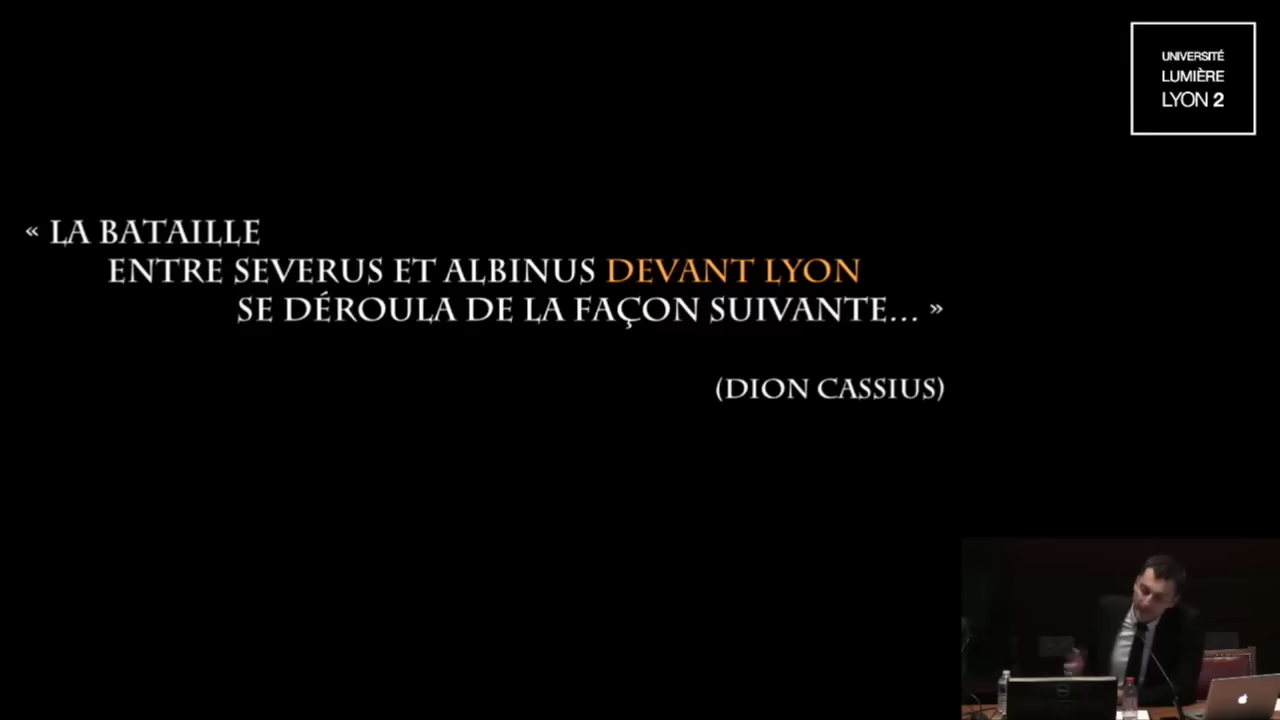 UNIVERSITÉ
LUMIÈRE
LYON 2
« LA BATAILLE
ENTRE SEVERUS ET ALBINUS DEVANT LYON
SE DÉROULA DE LA FAÇON SUIVANTE... »
(DION CASSIUS)